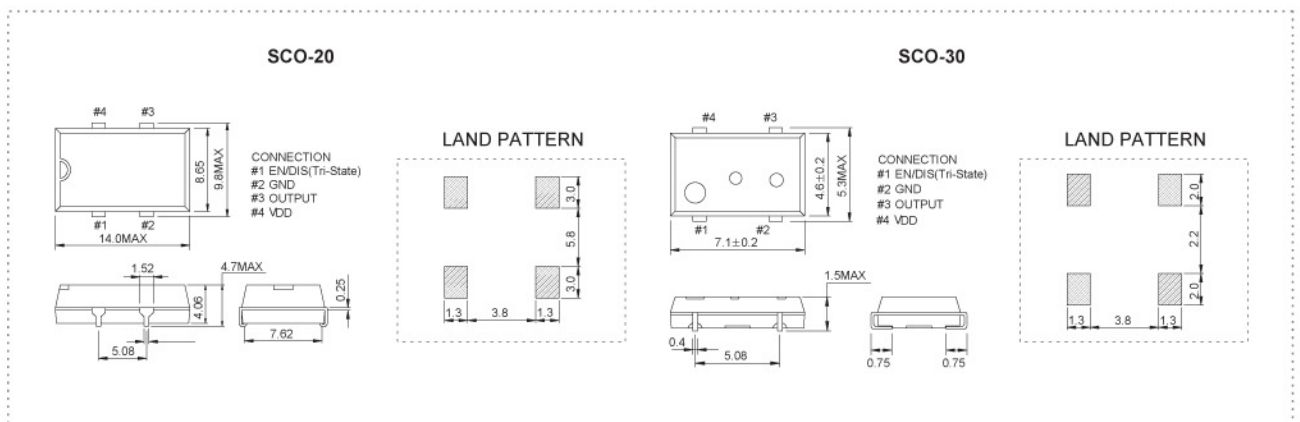 SCO-20
#4 #3
8.65
9.8MAX
#1 #2
14.0MAX
CONNECTION
#1 EN/DIS(Tri-State)
#2 GND
#3 OUTPUT
#4 VDD
1.52
4.7MAX
4.06
5.08
0.25
7.62
LAND PATTERN
3.0
5.8
3.0
1.3 3.8 1.3
SCO-30
#4 #3
4.6±0.2
5.3MAX
#1 #2
7.1±0.2
CONNECTION
#1 EN/DIS(Tri-State)
#2 GND
#3 OUTPUT
#4 VDD
1.5MAX
0.4
5.08
0.75 0.75
LAND PATTERN
2.0
2.2
2.0
1.3 3.8 1.3